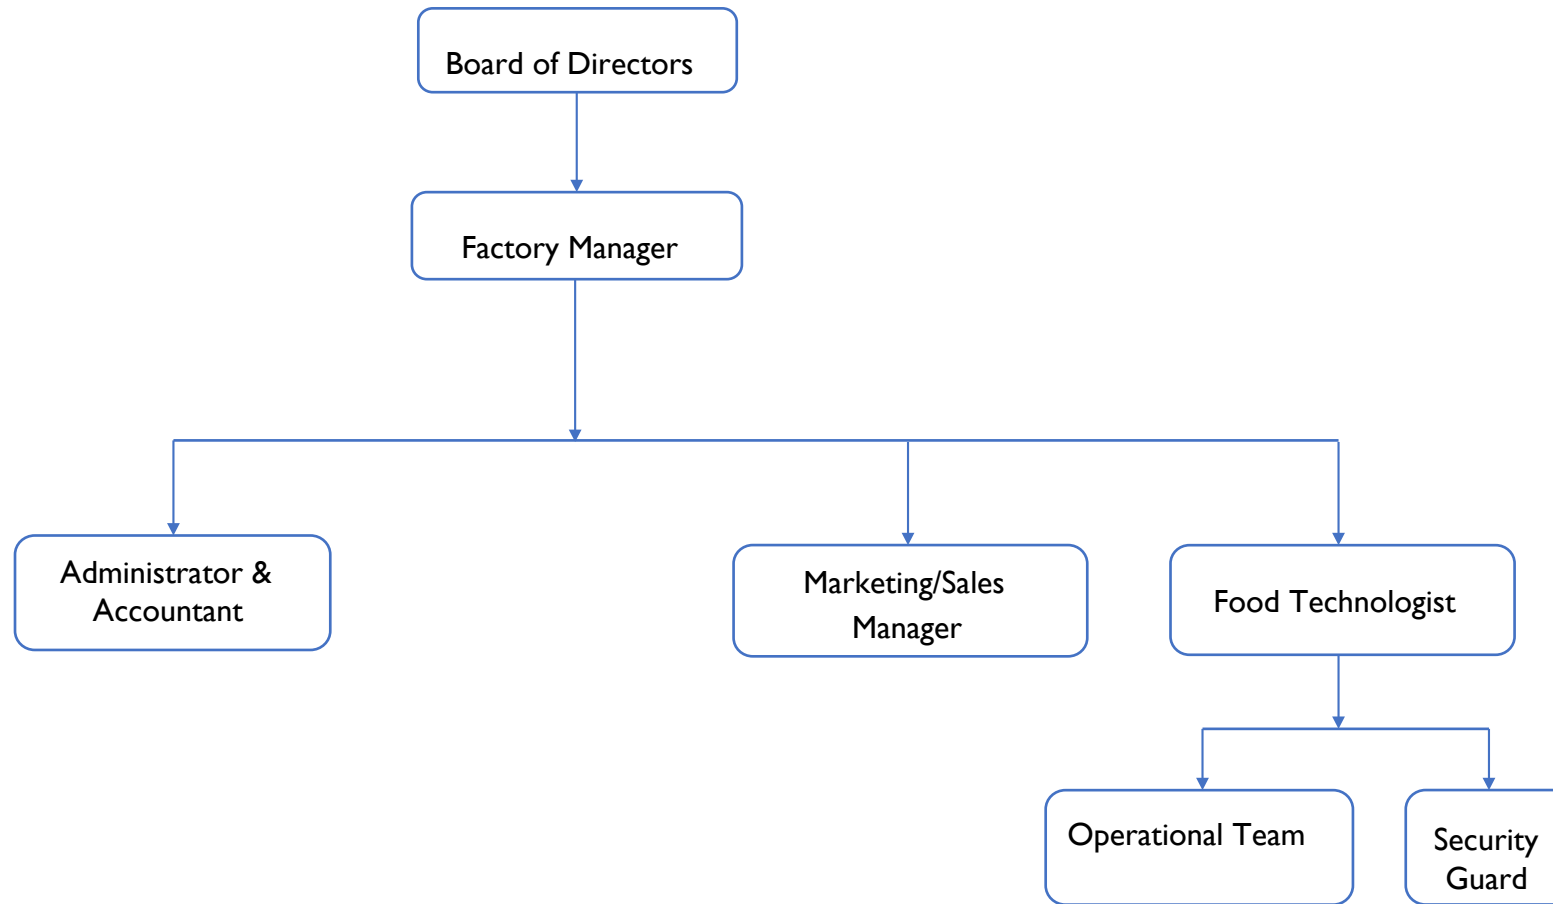 Board of Directors
Factory Manager
Administrator &
Accountant
Marketing/Sales
Manager
Food Technologist
Operational Team
Security
Guard